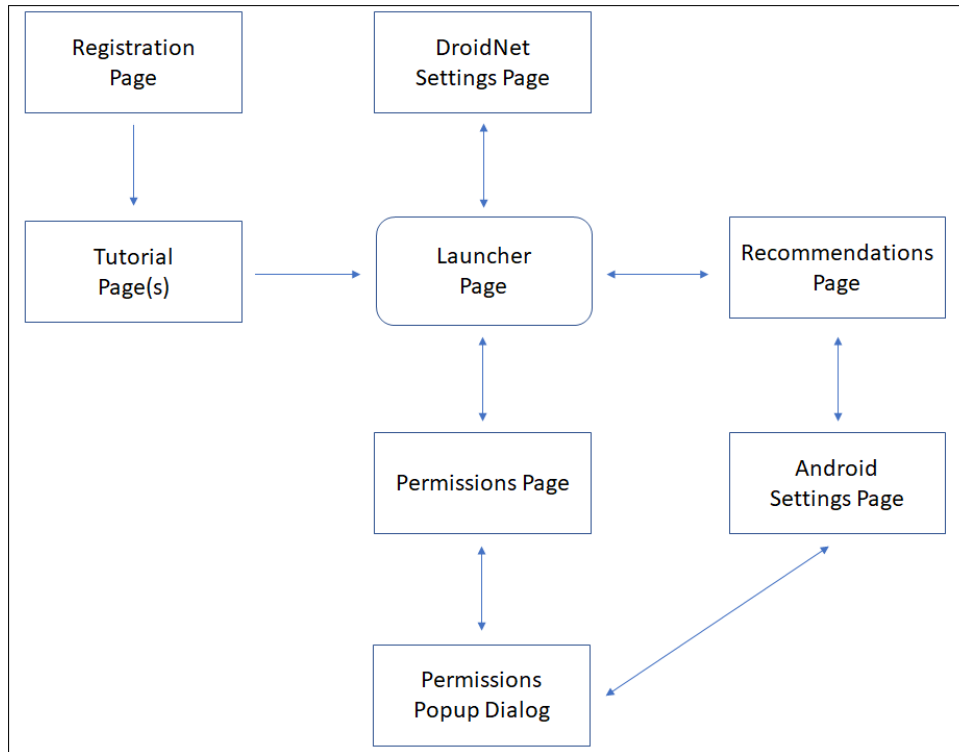 Registration
Page
DroidNet
Settings Page
Tutorial
Page(s)
Launcher
Page
Recommendations
Page
Permissions Page
Android
Settings Page
Permissions
Popup Dialog